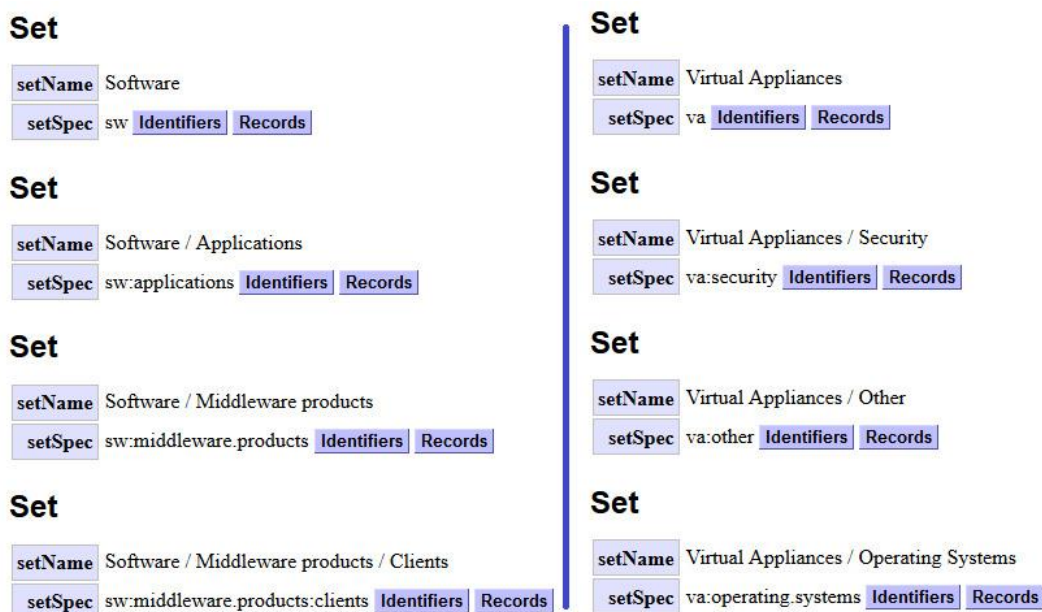 Set
setName Software
setSpec sw Identifiers Records
Set
setName Software / Applications
setSpec sw:applications Identifiers Records
Set
setName Software / Middleware products
setSpec sw:middleware.products Identifiers Records
Set
setName Software / Middleware products / Clients
setSpec sw:middleware.products:clients Identifiers Records
Set
setName Virtual Appliances
setSpec va Identifiers Records
Set
setName Virtual Appliances / Security
setSpec va:security Identifiers Records
Set
setName Virtual Appliances / Other
setSpec va:other Identifiers Records
Set
setName Virtual Appliances / Operating Systems
setSpec va:operating.systems Identifiers Records